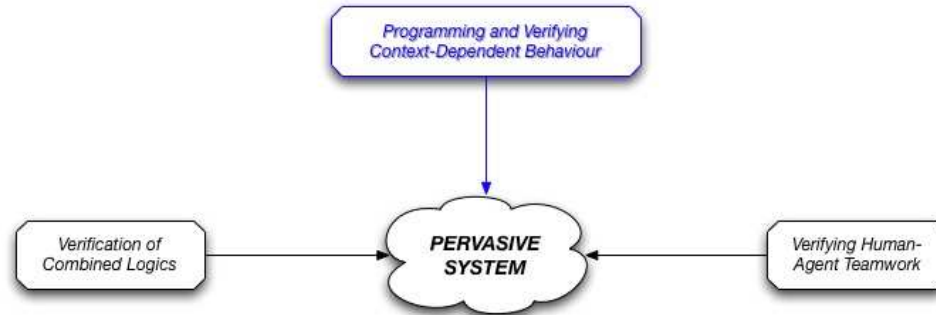 Programming and Verifying
Context-Dependent Behaviour
PERVASIVE
SYSTEM
Verification of
Combined Logics
Verifying Human-
Agent Teamwork